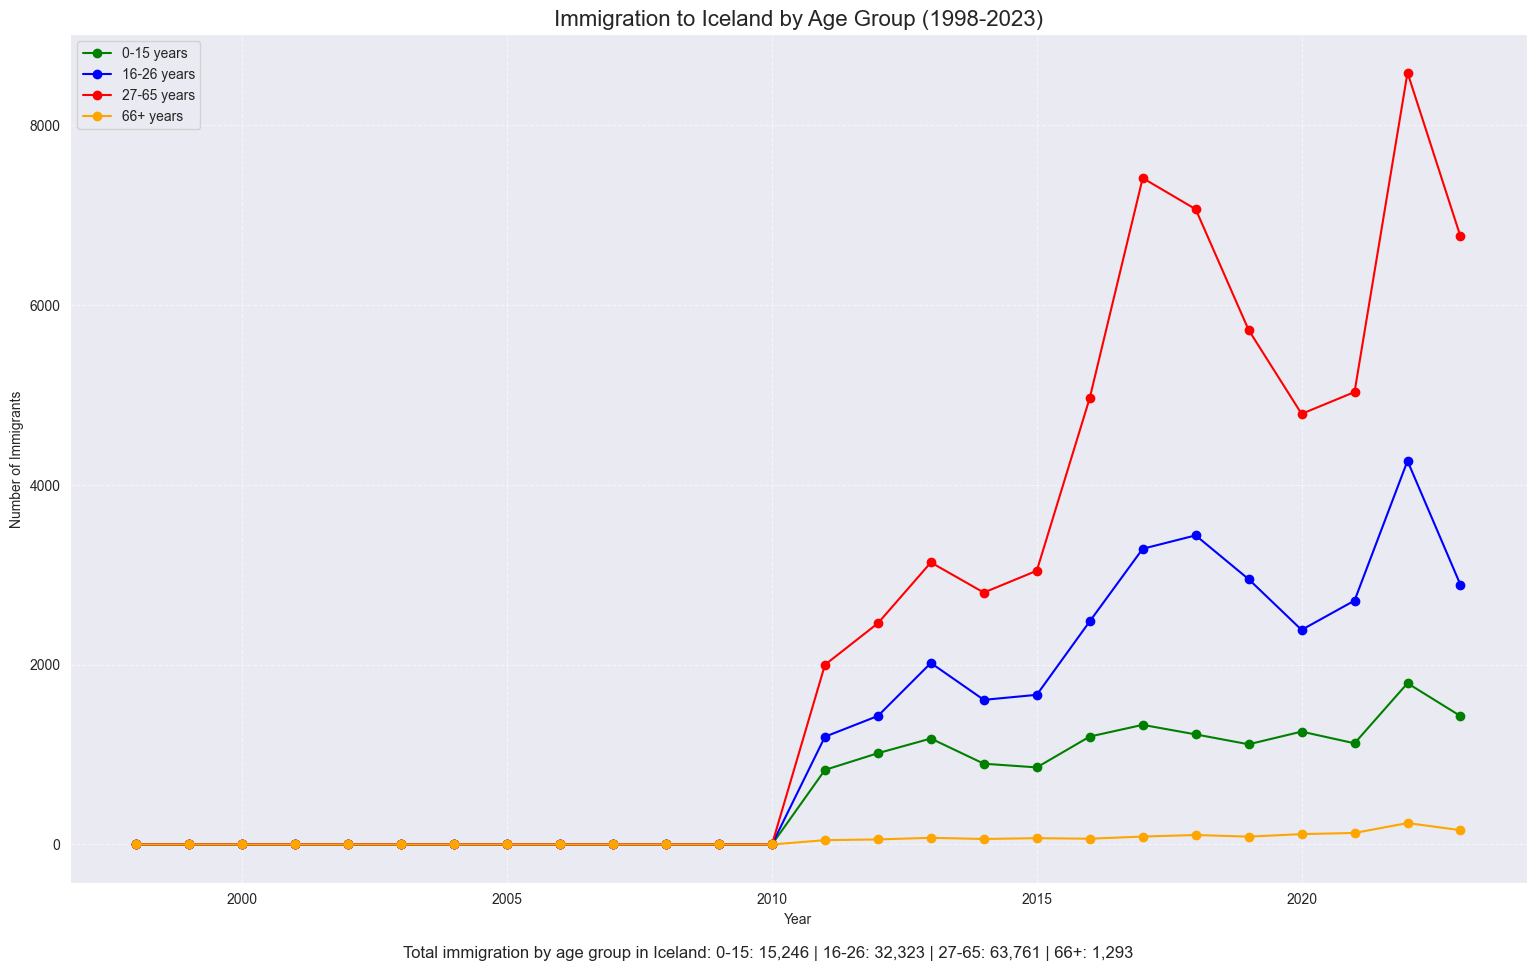 Immigration to Iceland by Age Group (1998-2023)
0-15 years
16-26 years
27-65 years
66+ years
8000
6000
4000
2000
0
Number of Immigrants
2000
2005
2010
2015
2020
Year
Total immigration by age group in Iceland: 0-15: 15,246 | 16-26: 32,323 | 27-65: 63,761 | 66+: 1,293